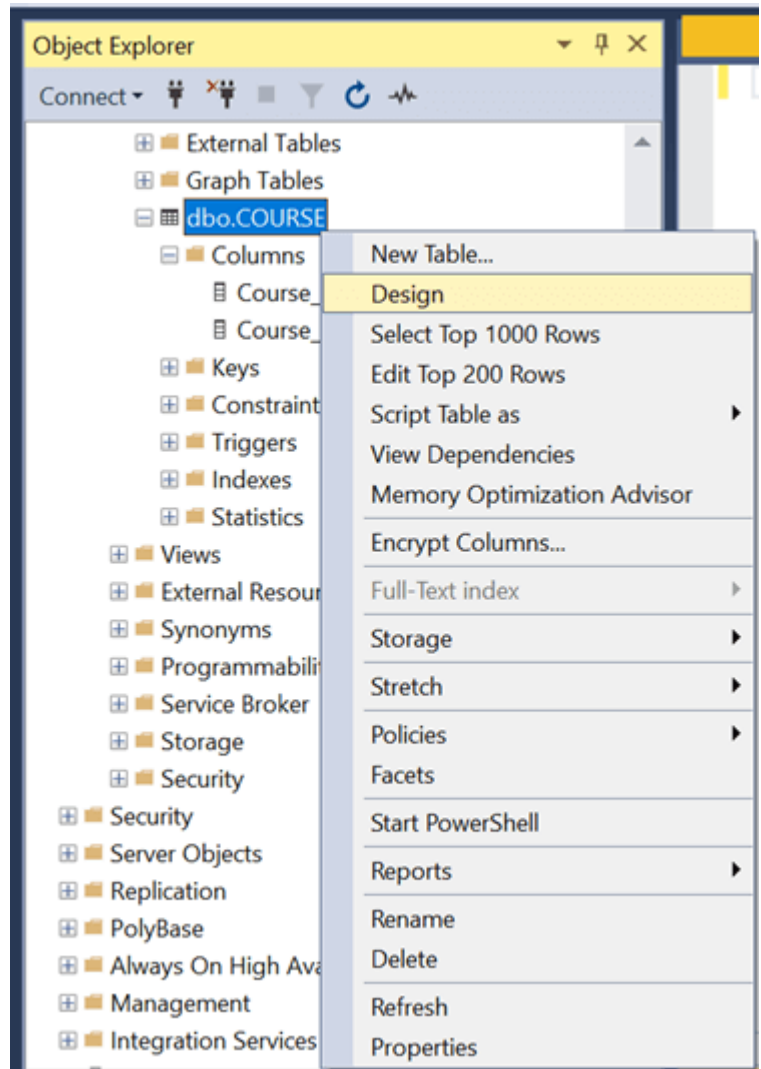 Object Explorer
Connect
External Tables
Graph Tables
dbo.COURSE
Columns
Course_
Course_
Keys
Constraint
Triggers
Indexes
Statistics
Views
External Resour
Synonyms
Programmabili
Service Broker
Storage
Security
Security
Server Objects
Replication
PolyBase
Always On High Ava
Management
Integration Services
New Table...
Design
Select Top 1000 Rows
Edit Top 200 Rows
Script Table as
View Dependencies
Memory Optimization Advisor
Encrypt Columns...
Full-Text index
Storage
Stretch
Policies
Facets
Start PowerShell
Reports
Rename
Delete
Refresh
Properties